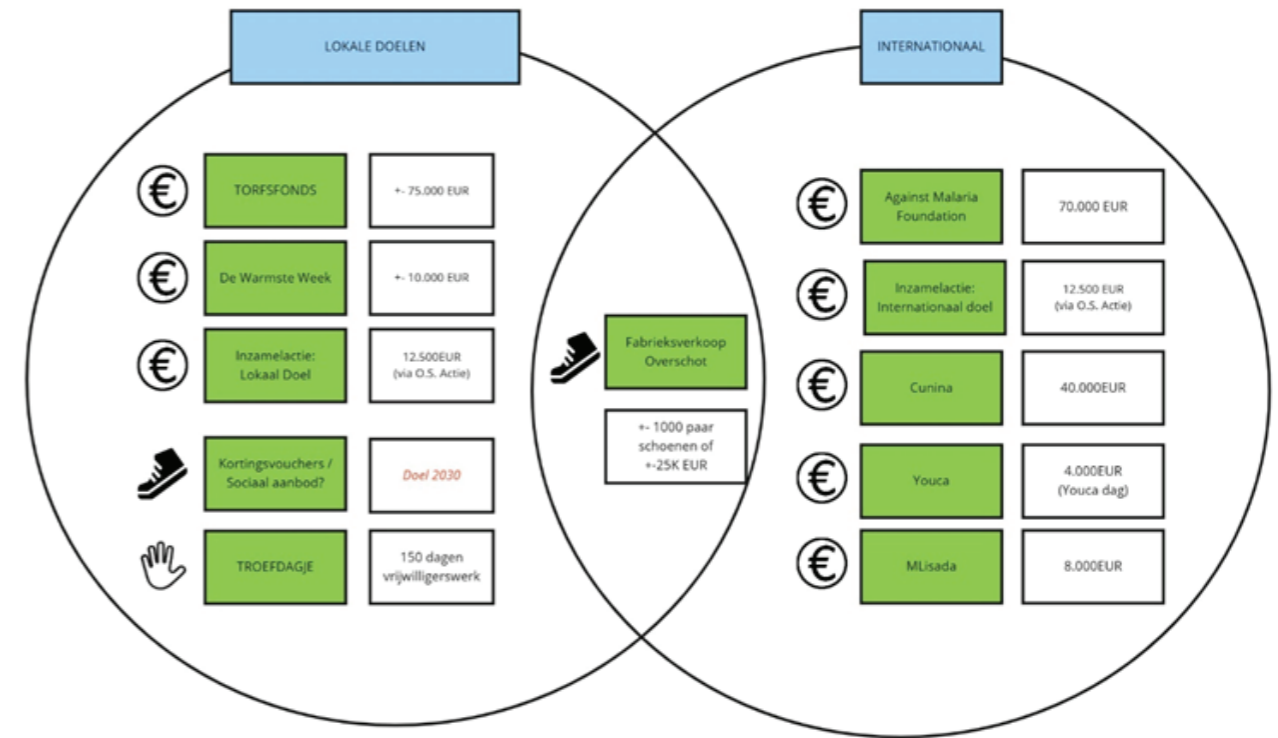 LOKALE DOELEN
INTERNATIONAAL
€
TORFSFONDS
+- 75.000 EUR
€
De Warmste Week
+- 10.000 EUR
€
Inzamelactie:
Lokaal Doel
12.500EUR
(via O.S. Actie)
Kortingsvouchers /
Sociaal aanbod?
Doel 2030
TROEFDAGJE
150 dagen
vrijwilligerswerk
Fabrieksverkoop
Overschot
+- 1000 paar
schoenen of
+-25K EUR
€
Against Malaria
Foundation
70.000 EUR
€
Inzamelactie:
Internationaal doel
12.500 EUR
(via O.S. Actie)
€
Cunina
40.000EUR
€
Youca
4.000EUR
(Youca dag)
€
MLisada
8.000EUR